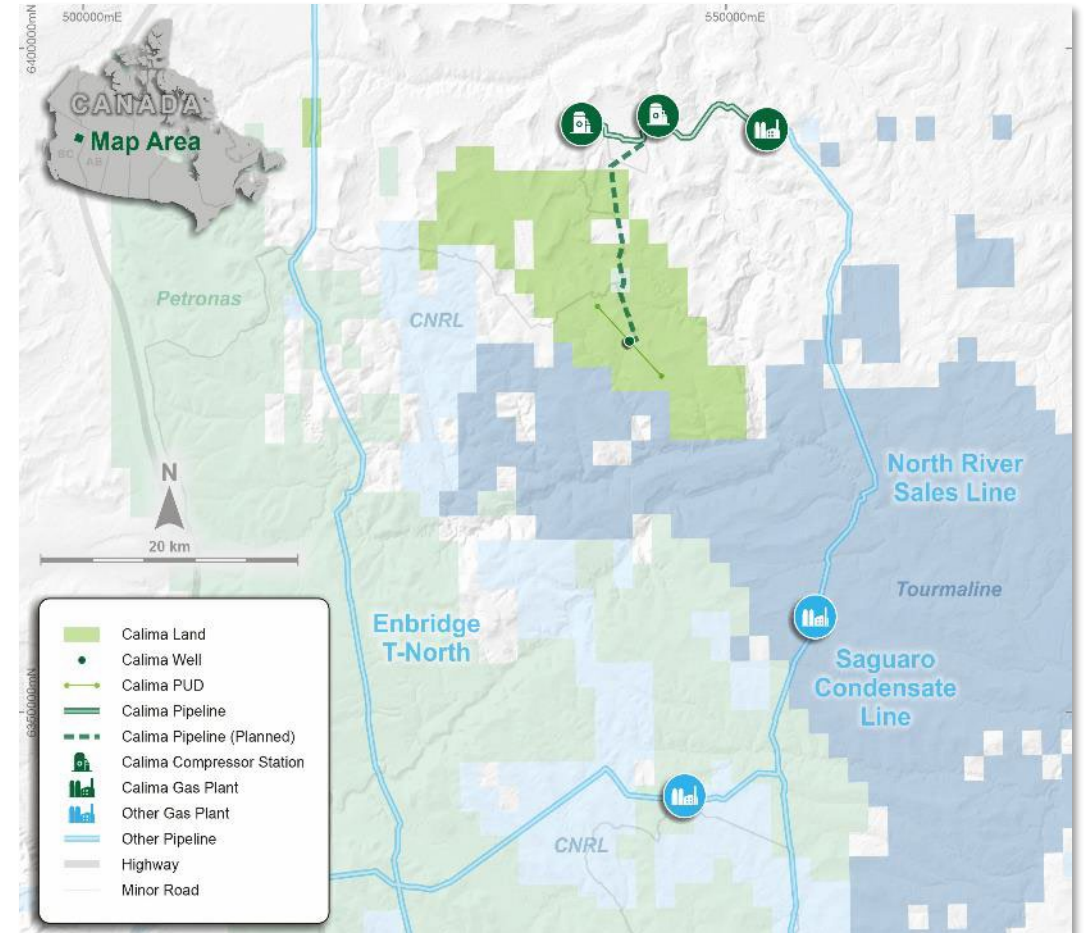 500000mE
550000mE
6400000mN
CANADA
Map Area
BC
AB
Petronas
CNRL
N
20 km
North River
Sales Line
Tourmaline
Enbridge
T-North
Saguaro
Condensate
Line
6350000mN
CNRL
Calima Land
Calima Well
Calima PUD
Calima Pipeline
Calima Pipeline (Planned)
Calima Compressor Station
Calima Gas Plant
Other Gas Plant
Other Pipeline
Highway
Minor Road